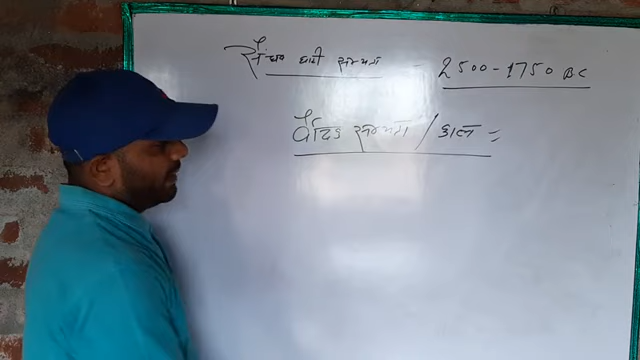 सैंधव घाटी सभ्यता - 2500-1750 BC
वैदिक सभ्यता / काल =